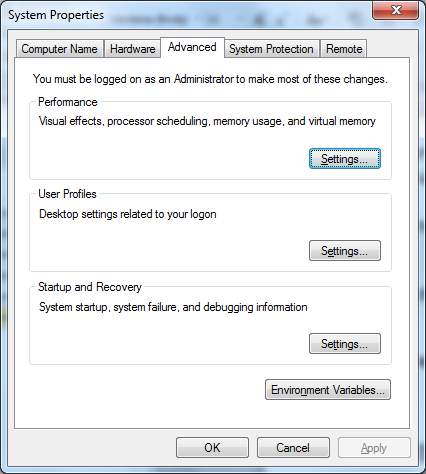 System Properties
Computer Name Hardware Advanced System Protection Remote
You must be logged on as an Administrator to make most of these changes.
Performance
Visual effects, processor scheduling, memory usage, and virtual memory
Settings...
User Profiles
Desktop settings related to your logon
Settings...
Startup and Recovery
System startup, system failure, and debugging information
Settings...
Environment Variables...
OK Cancel Apply